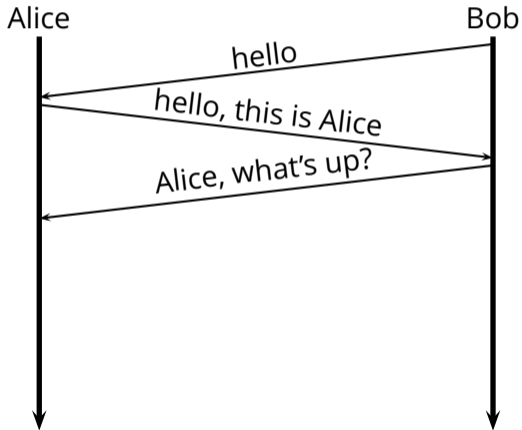 Alice
Bob
hello
hello, this is Alice
Alice, what’s up?